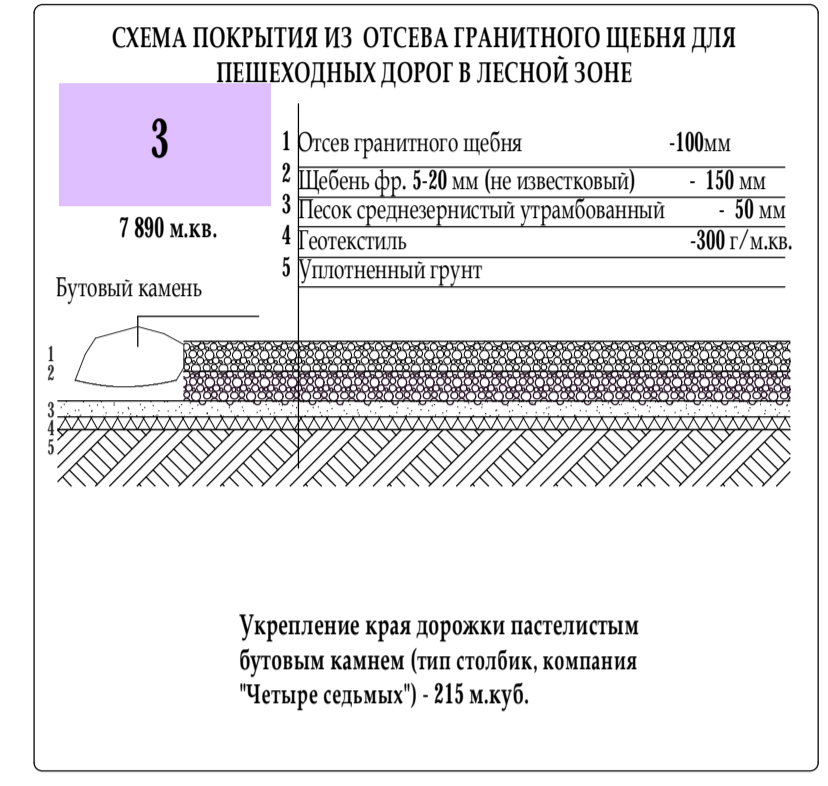 СХЕМА ПОКРЫТИЯ ИЗ ОТСЕВА ГРАНИТНОГО ЩЕБНЯ ДЛЯ
ПЕШЕХОДНЫХ ДОРОГ В ЛЕСНОЙ ЗОНЕ
3
7 890 м.кв.
1 Отсев гранитного щебня -100мм
2 Щебень фр. 5-20 мм (не известковый) - 150 мм
3 Песок среднезернистый утрамбованный - 50 мм
4 Геотекстиль -300 г/м.кв.
5 Уплотненный грунт
Бутовый камень
1
2
3
4
5
Укрепление края дорожки пастелистым
бутовым камнем (тип столбик, компания
"Четыре седьмых") - 215 м.куб.